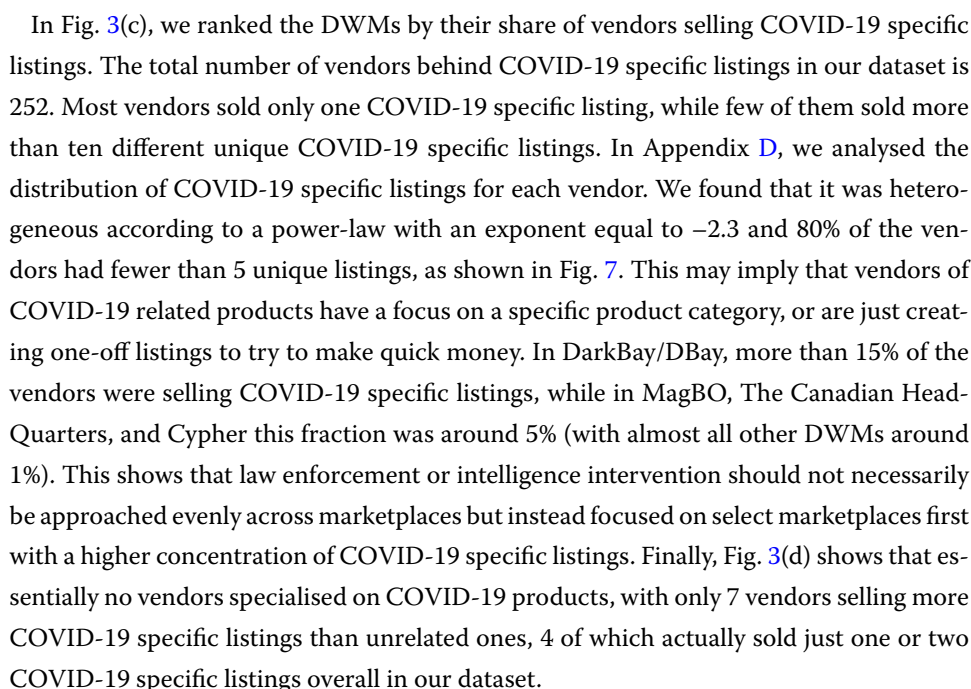 In Fig. 3(c), we ranked the DWMs by their share of vendors selling COVID-19 specific
listings. The total number of vendors behind COVID-19 specific listings in our dataset is
252. Most vendors sold only one COVID-19 specific listing, while few of them sold more
than ten different unique COVID-19 specific listings. In Appendix D, we analysed the
distribution of COVID-19 specific listings for each vendor. We found that it was hetero-
geneous according to a power-law with an exponent equal to –2.3 and 80% of the ven-
dors had fewer than 5 unique listings, as shown in Fig. 7. This may imply that vendors of
COVID-19 related products have a focus on a specific product category, or are just creat-
ing one-off listings to try to make quick money. In DarkBay/DBay, more than 15% of the
vendors were selling COVID-19 specific listings, while in MagBO, The Canadian Head-
Quarters, and Cypher this fraction was around 5% (with almost all other DWMs around
1%). This shows that law enforcement or intelligence intervention should not necessarily
be approached evenly across marketplaces but instead focused on select marketplaces first
with a higher concentration of COVID-19 specific listings. Finally, Fig. 3(d) shows that es-
sentially no vendors specialised on COVID-19 products, with only 7 vendors selling more
COVID-19 specific listings than unrelated ones, 4 of which actually sold just one or two
COVID-19 specific listings overall in our dataset.